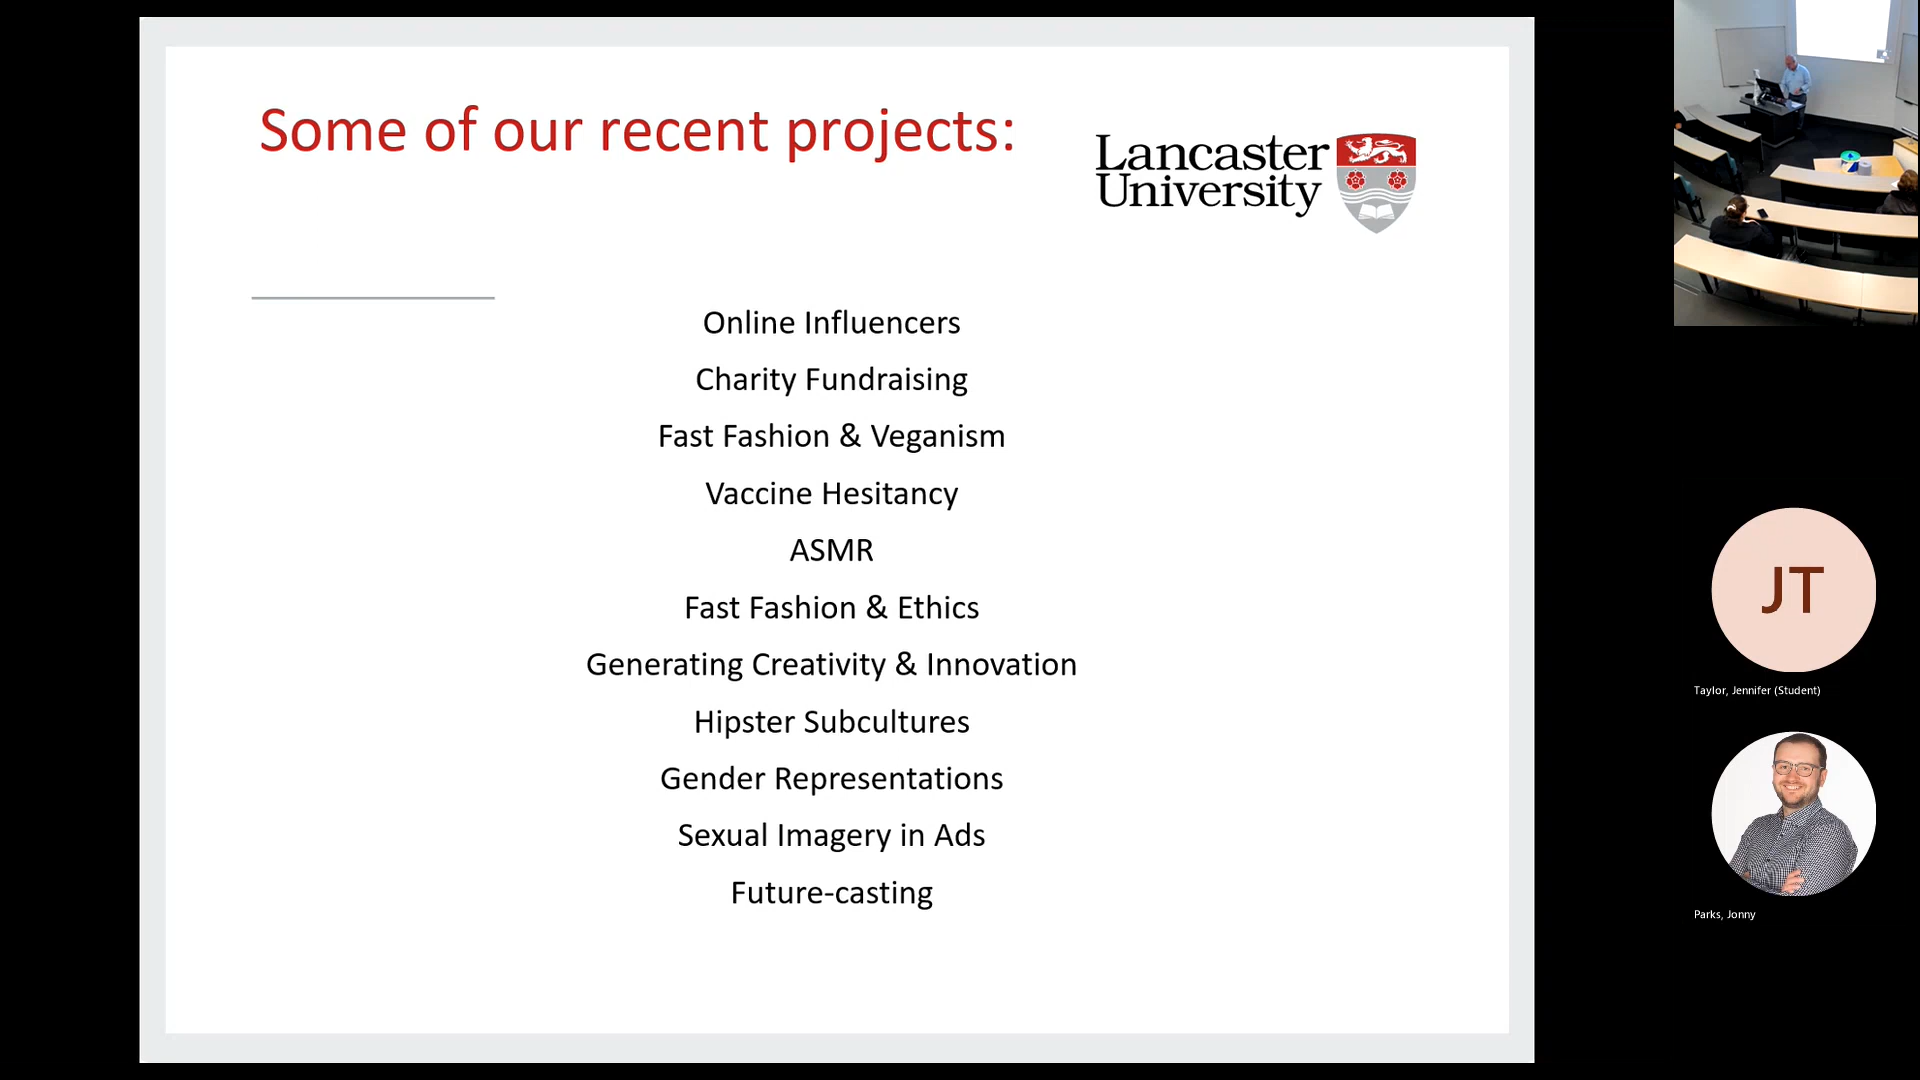 Some of our recent projects:
Lancaster
University
Online Influencers
Charity Fundraising
Fast Fashion & Veganism
Vaccine Hesitancy
ASMR
Fast Fashion & Ethics
Generating Creativity & Innovation
Hipster Subcultures
Gender Representations
Sexual Imagery in Ads
Future-casting
JT
Taylor, Jennifer (Student)
Parks, Jonny